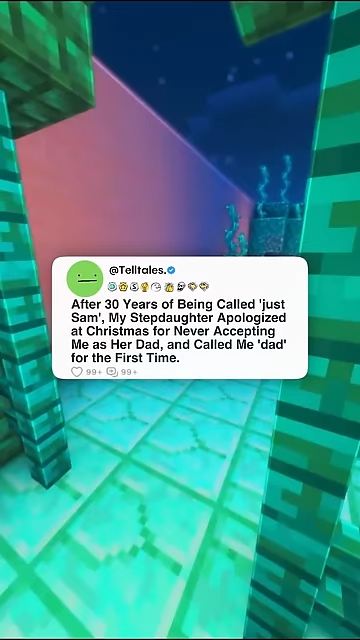 @Telltales.
After 30 Years of Being Called 'just
Sam', My Stepdaughter Apologized
at Christmas for Never Accepting
Me as Her Dad, and Called Me 'dad'
for the First Time.
99+ 99+